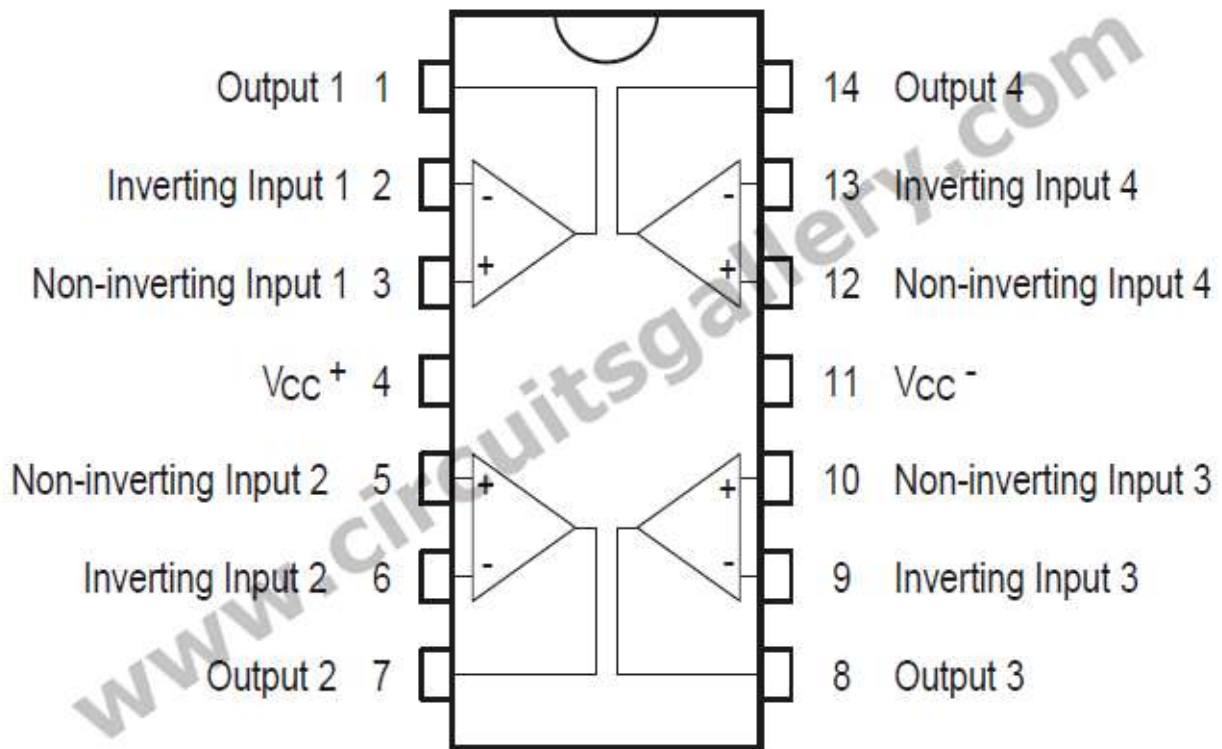 Output 1 1
14 Output 4
Inverting Input 1 2
13 Inverting Input 4
Non-inverting Input 1 3
12 Non-inverting Input 4
Vcc + 4
11 Vcc -
Non-inverting Input 2 5
10 Non-inverting Input 3
Inverting Input 2 6
9 Inverting Input 3
Output 2 7
8 Output 3
- -
+ +
+ +
- -
www.circuitsgallery.com